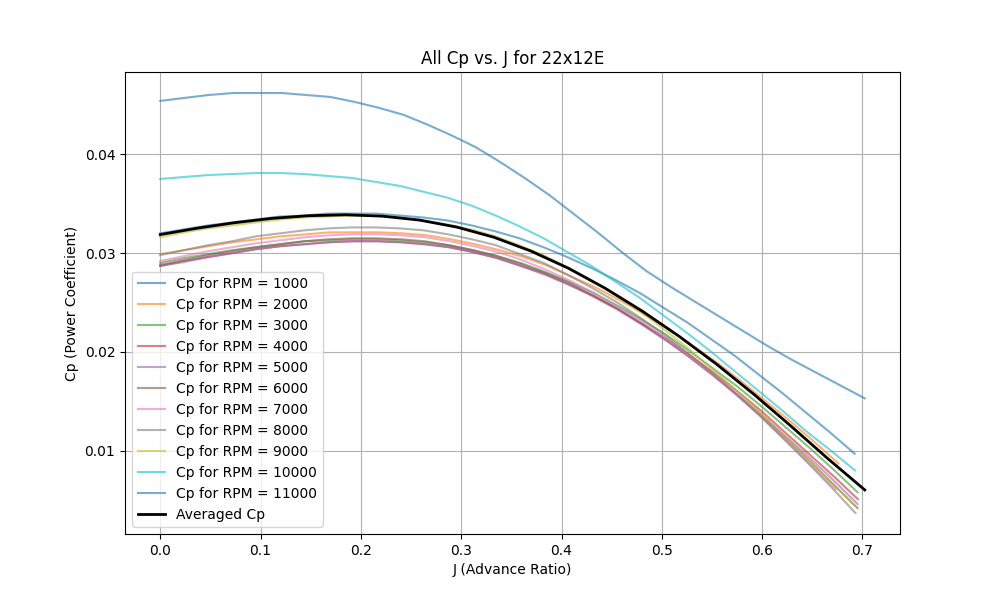 All Cp vs. J for 22x12E
Cp (Power Coefficient)
0.04
0.03
0.02
0.01
Cp for RPM = 1000
Cp for RPM = 2000
Cp for RPM = 3000
Cp for RPM = 4000
Cp for RPM = 5000
Cp for RPM = 6000
Cp for RPM = 7000
Cp for RPM = 8000
Cp for RPM = 9000
Cp for RPM = 10000
Cp for RPM = 11000
Averaged Cp
0.0 0.1 0.2 0.3 0.4 0.5 0.6 0.7
J (Advance Ratio)